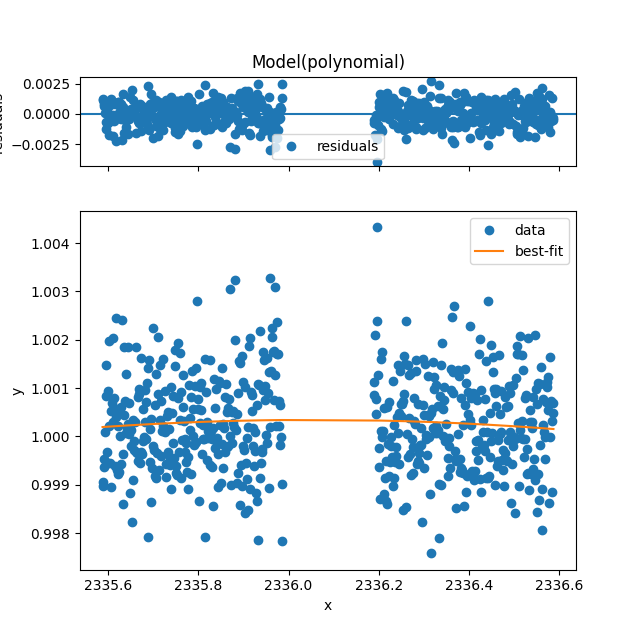 Model(polynomial)
0.0025
0.0000
−0.0025
residuals
residuals
1.004
1.003
1.002
1.001
1.000
0.999
0.998
y
data
best-fit
2335.6 2335.8 2336.0 2336.2 2336.4 2336.6
x